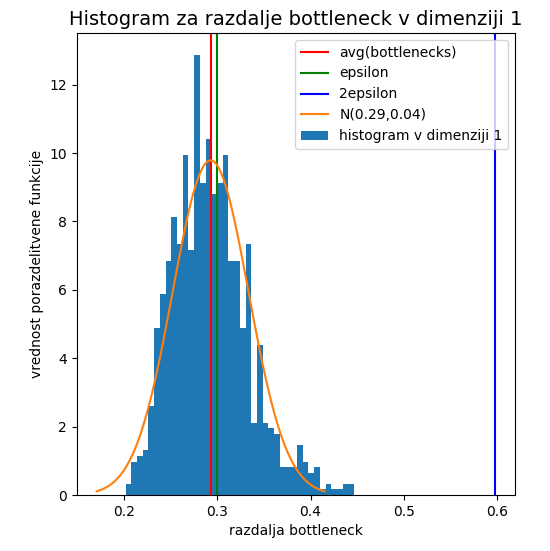 Histogram za razdalje bottleneck v dimenziji 1
avg(bottlenecks)
epsilon
2epsilon
N(0.29,0.04)
histogram v dimenziji 1
vrednost porazdelitvene funkcije
12
10
8
6
4
2
0
0.2 0.3 0.4 0.5 0.6
razdalja bottleneck